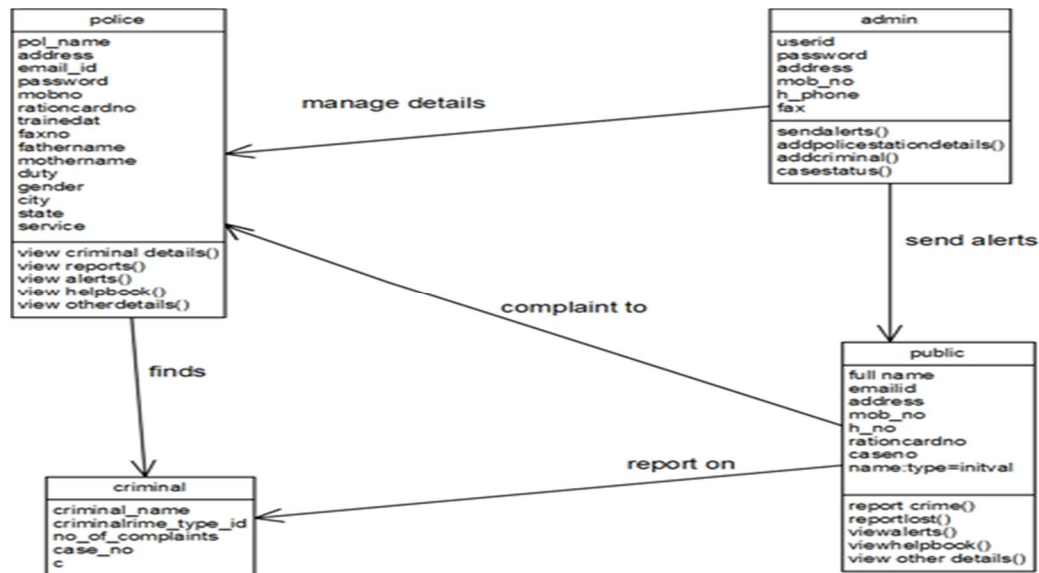 police
pol_name
address
email_id
password
mobno
rationcardno
trainedat
faxno
fathername
mothername
duty
gender
city
state
service
view criminal details()
view reports()
view alerts()
view helpbook()
view otherdetails()
manage details
admin
userid
password
address
mob_no
h_phone
fax
sendalerts()
addpolicestationdetails()
addcriminal()
casestatus()
send alerts
complaint to
finds
public
full name
emailid
address
mob_no
h_no
rationcardno
caseno
name:type=initval
report crime()
reportlost()
viewalerts()
viewhelpbook()
view other details()
report on
criminal
criminal_name
criminalrime_type_id
no_of_complaints
case_no
c